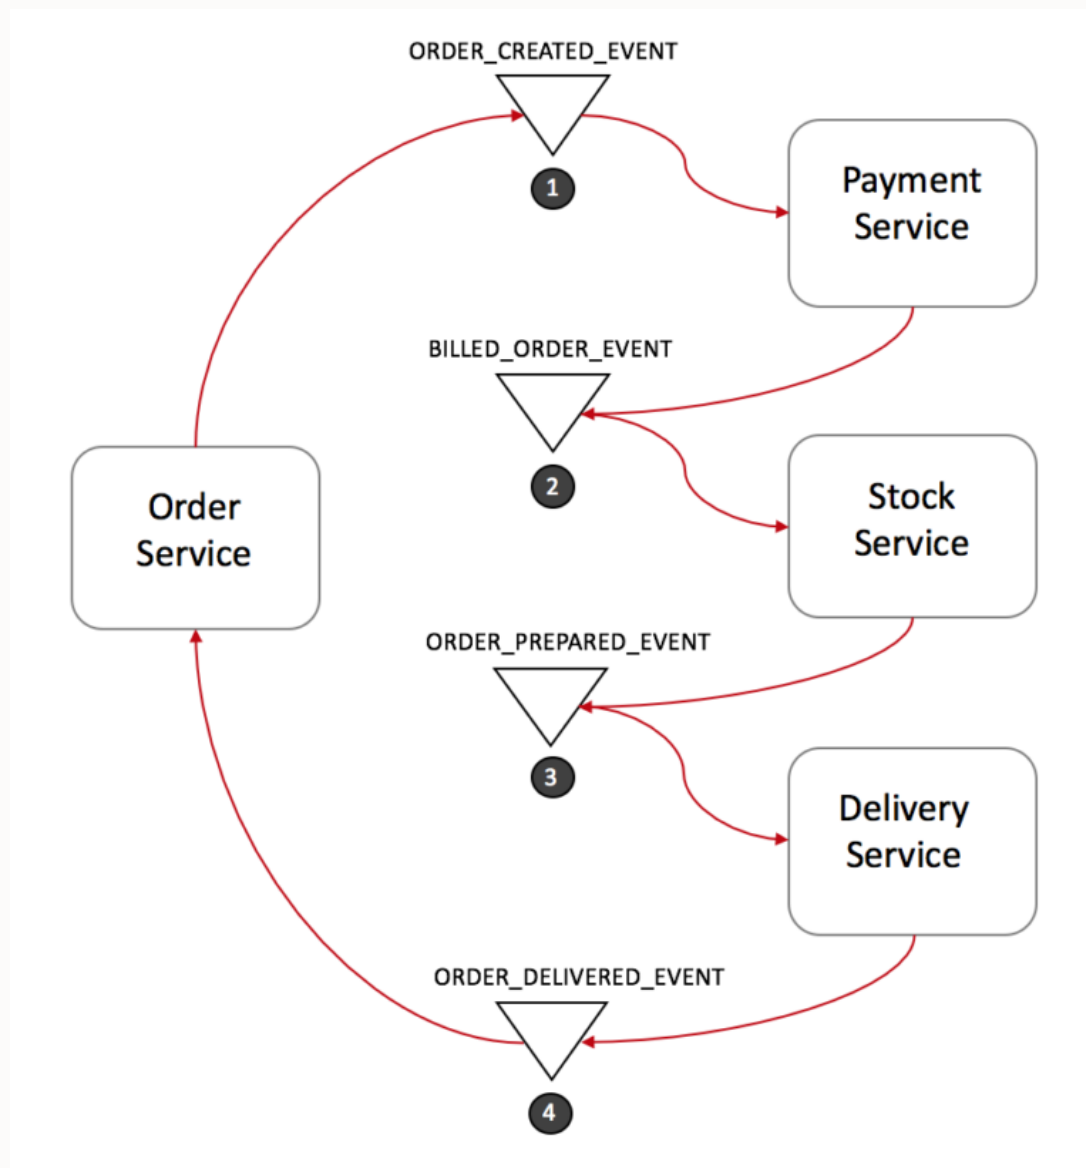 ORDER_CREATED_EVENT
1
Payment
Service
BILLED_ORDER_EVENT
2
Order
Service
Stock
Service
ORDER_PREPARED_EVENT
3
Delivery
Service
ORDER_DELIVERED_EVENT
4